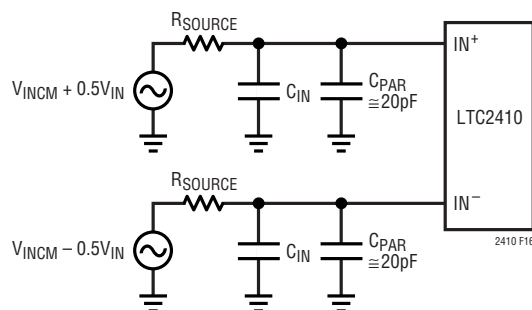 RSOURCE
VINCM + 0.5VIN
CIN
CPAR
≅20pF
IN+
LTC2410
RSOURCE
VINCM – 0.5VIN
CIN
CPAR
≅20pF
IN–
2410 F16